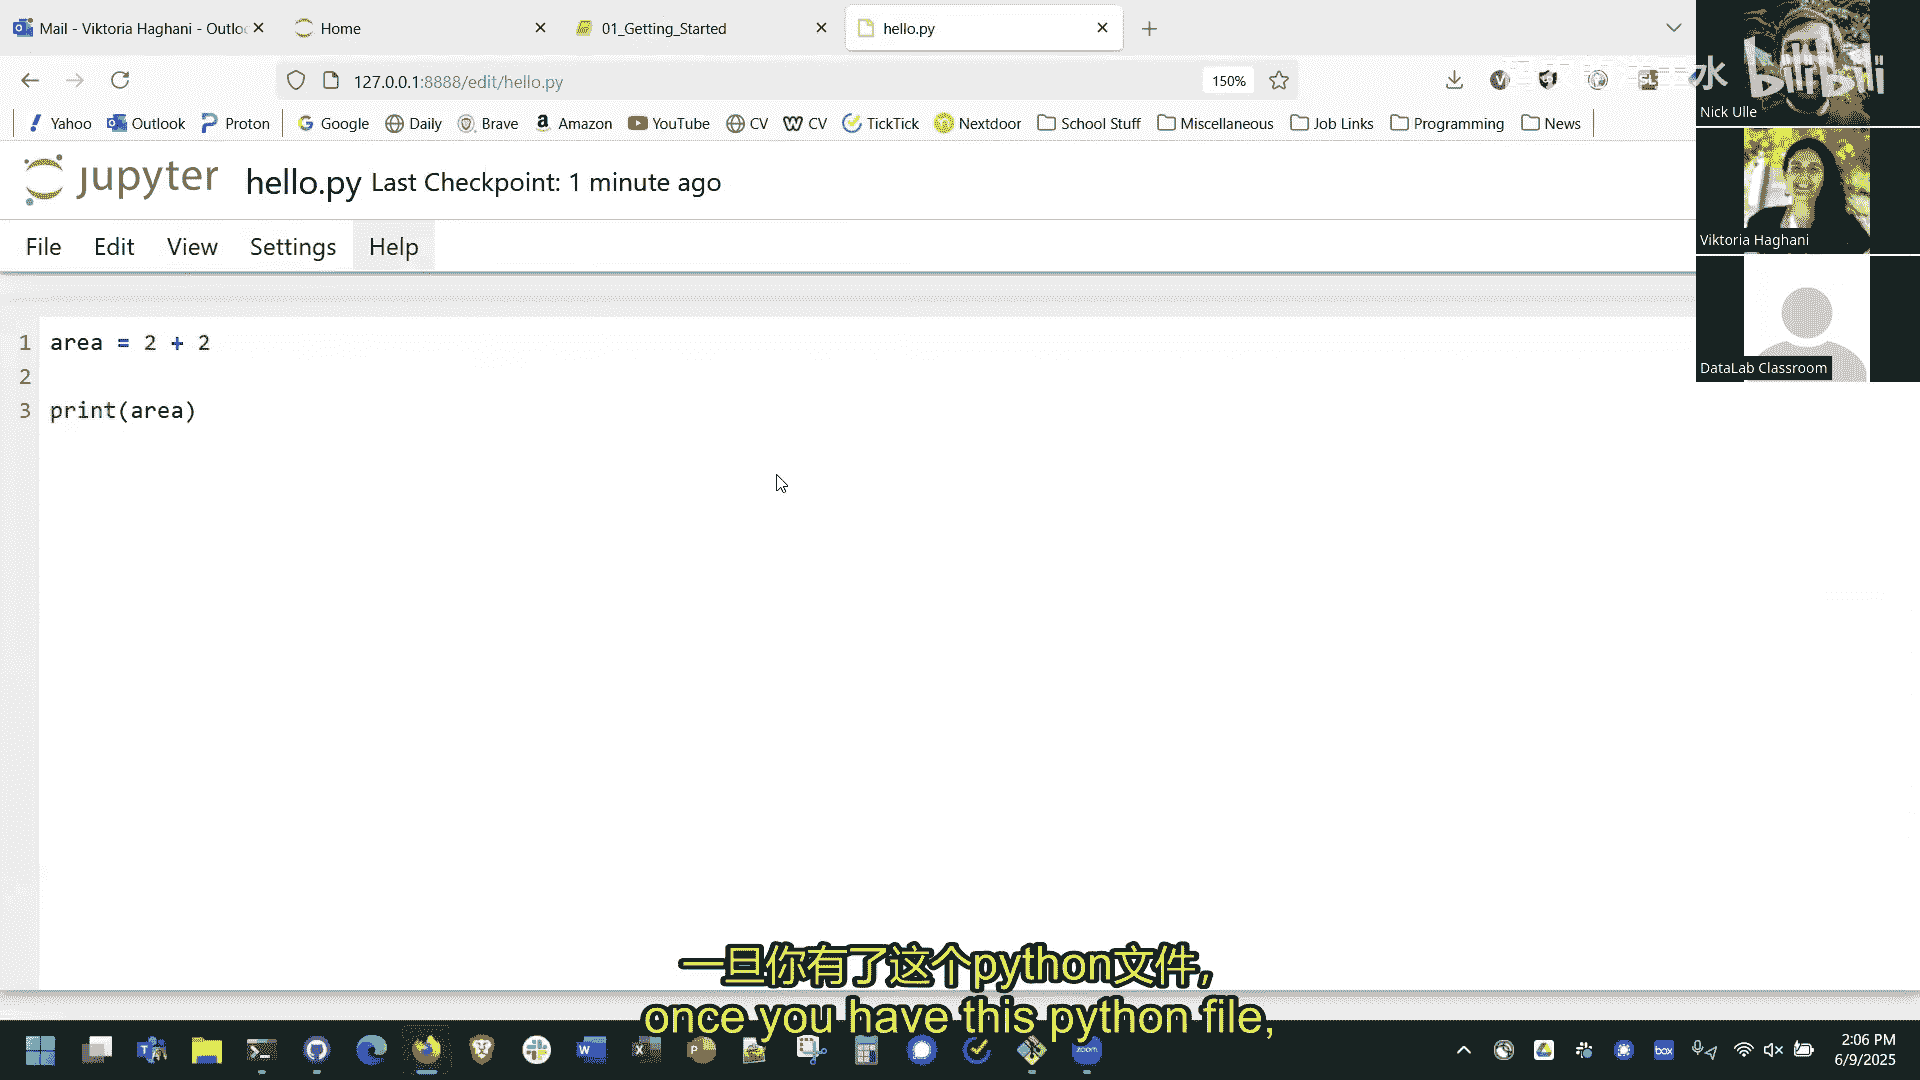 Mail - Viktoria Haghani - Outlo
Home
01_Getting_Started
hello.py
127.0.0.1:8888/edit/hello.py
150%
bilibili
Nick Ulle
Yahoo
Outlook
Proton
Google
Daily
Brave
Amazon
YouTube
CV
CV
TickTick
Nextdoor
School Stuff
Miscellaneous
Job Links
Programming
News
jupyter
hello.py Last Checkpoint: 1 minute ago
Viktoria Haghani
File Edit View Settings Help
1 area = 2 + 2
2
3 print(area)
DataLab Classroom
一旦你有了这个python文件,
once you have this python file,
zoom
box
2:06 PM
6/9/2025